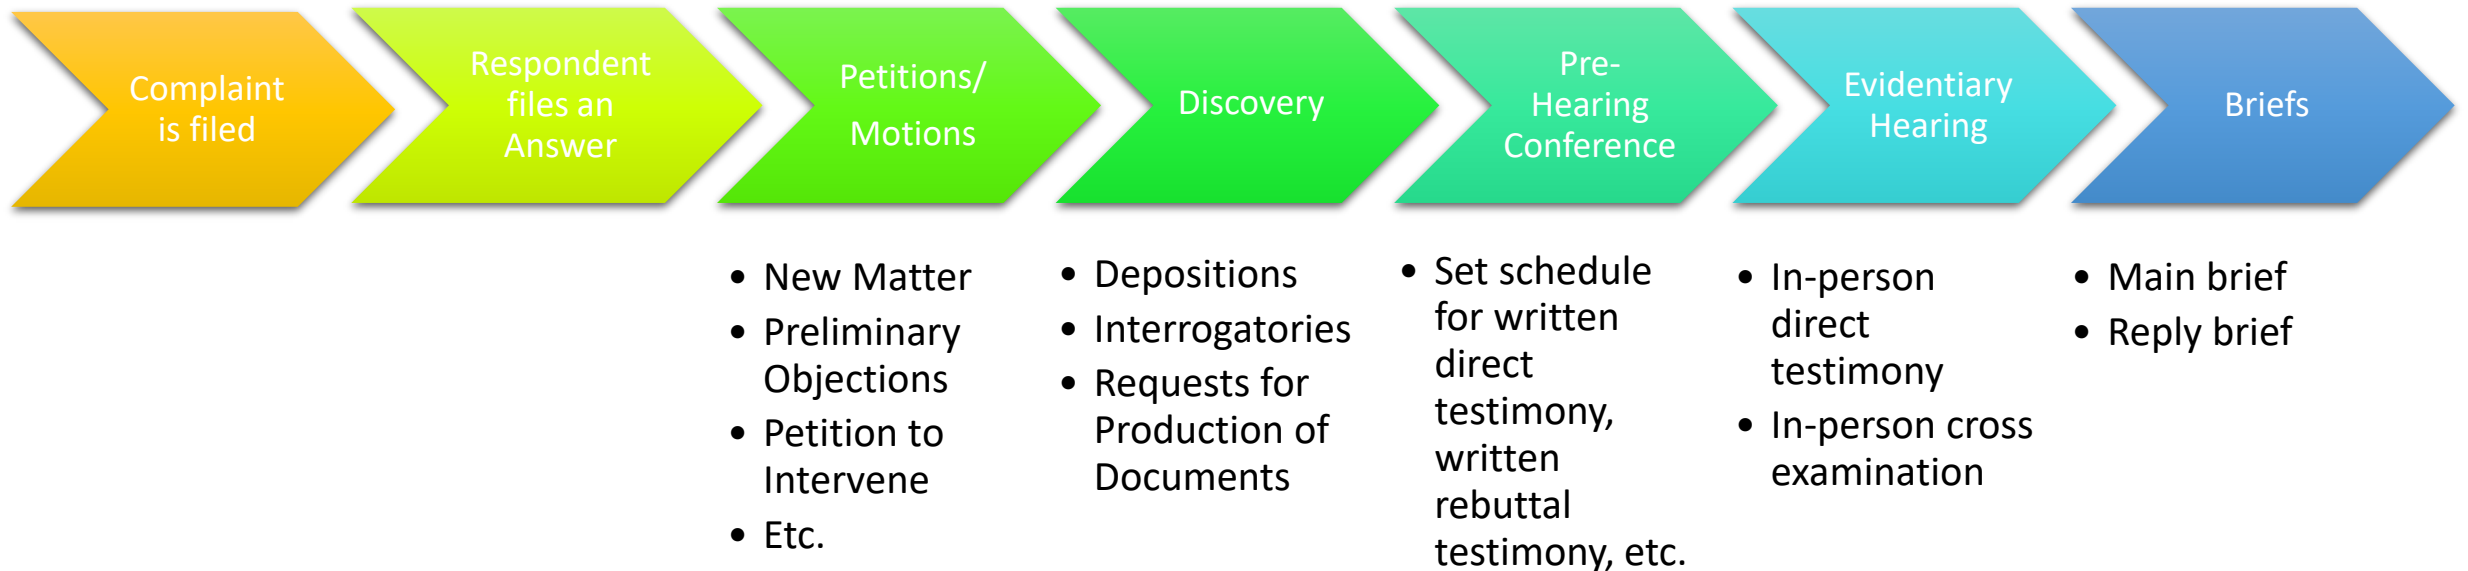 Complaint
is filed
Respondent
files an
Answer
Petitions/
Motions
Discovery
Pre-
Hearing
Conference
Evidentiary
Hearing
Briefs
• New Matter
• Preliminary
Objections
• Petition to
Intervene
• Etc.
• Depositions
• Interrogatories
• Requests for
Production of
Documents
• Set schedule
for written
direct
testimony,
written
rebuttal
testimony, etc.
• In-person
direct
testimony
• In-person cross
examination
• Main brief
• Reply brief